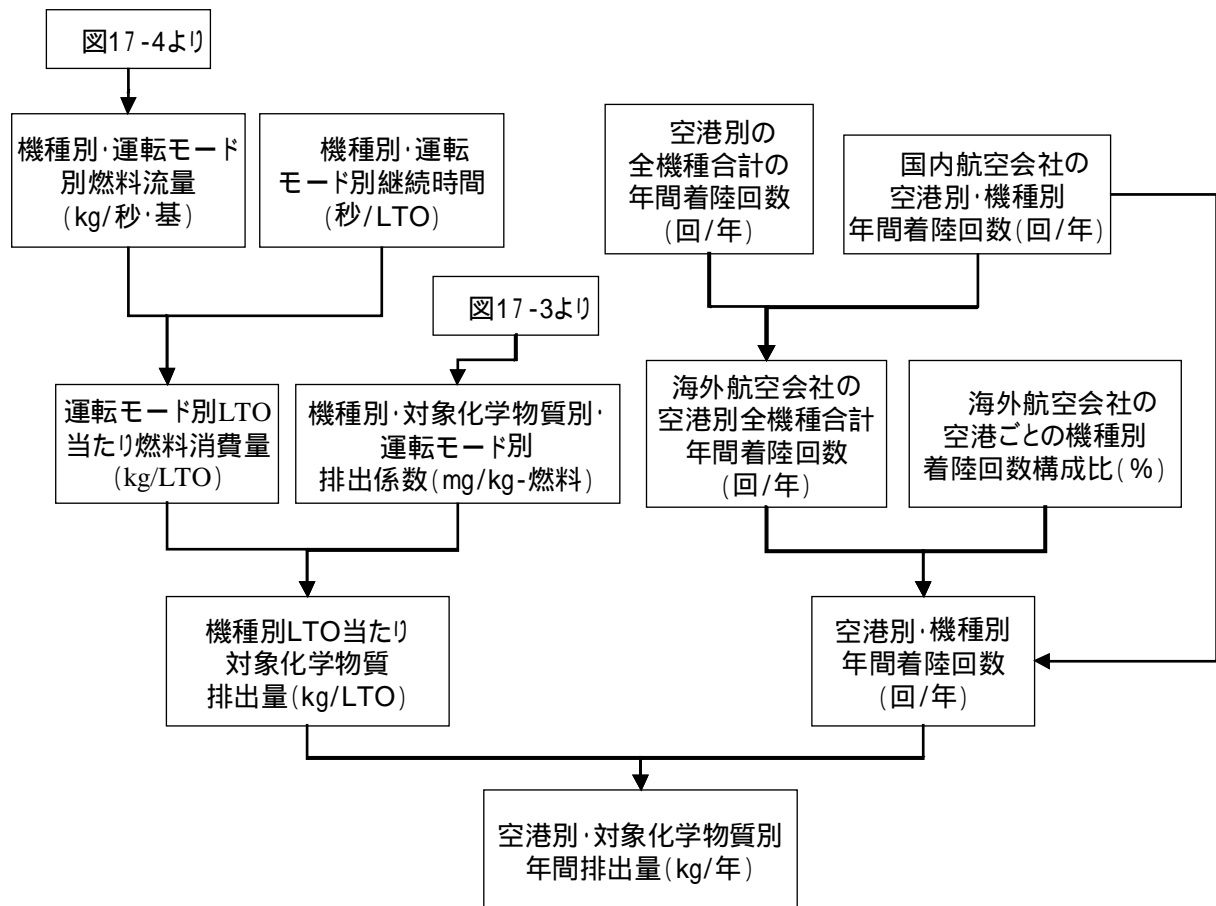 図17-4より
機種別・運転モード
別燃料流量
(kg/秒・基)
機種別・運転
モード別継続時間
(秒/LTO)
空港別の
全機種合計の
年間着陸回数
(回/年)
国内航空会社の
空港別・機種別
年間着陸回数(回/年)
図17-3より
運転モード別LTO
当たり燃料消費量
(kg/LTO)
機種別・対象化学物質別・
運転モード別
排出係数(mg/kg-燃料)
海外航空会社の
空港別全機種合計
年間着陸回数
(回/年)
海外航空会社の
空港ごとの機種別
着陸回数構成比(%)
機種別LTO当たり
対象化学物質
排出量(kg/LTO)
空港別・機種別
年間着陸回数
(回/年)
空港別・対象化学物質別
年間排出量(kg/年)